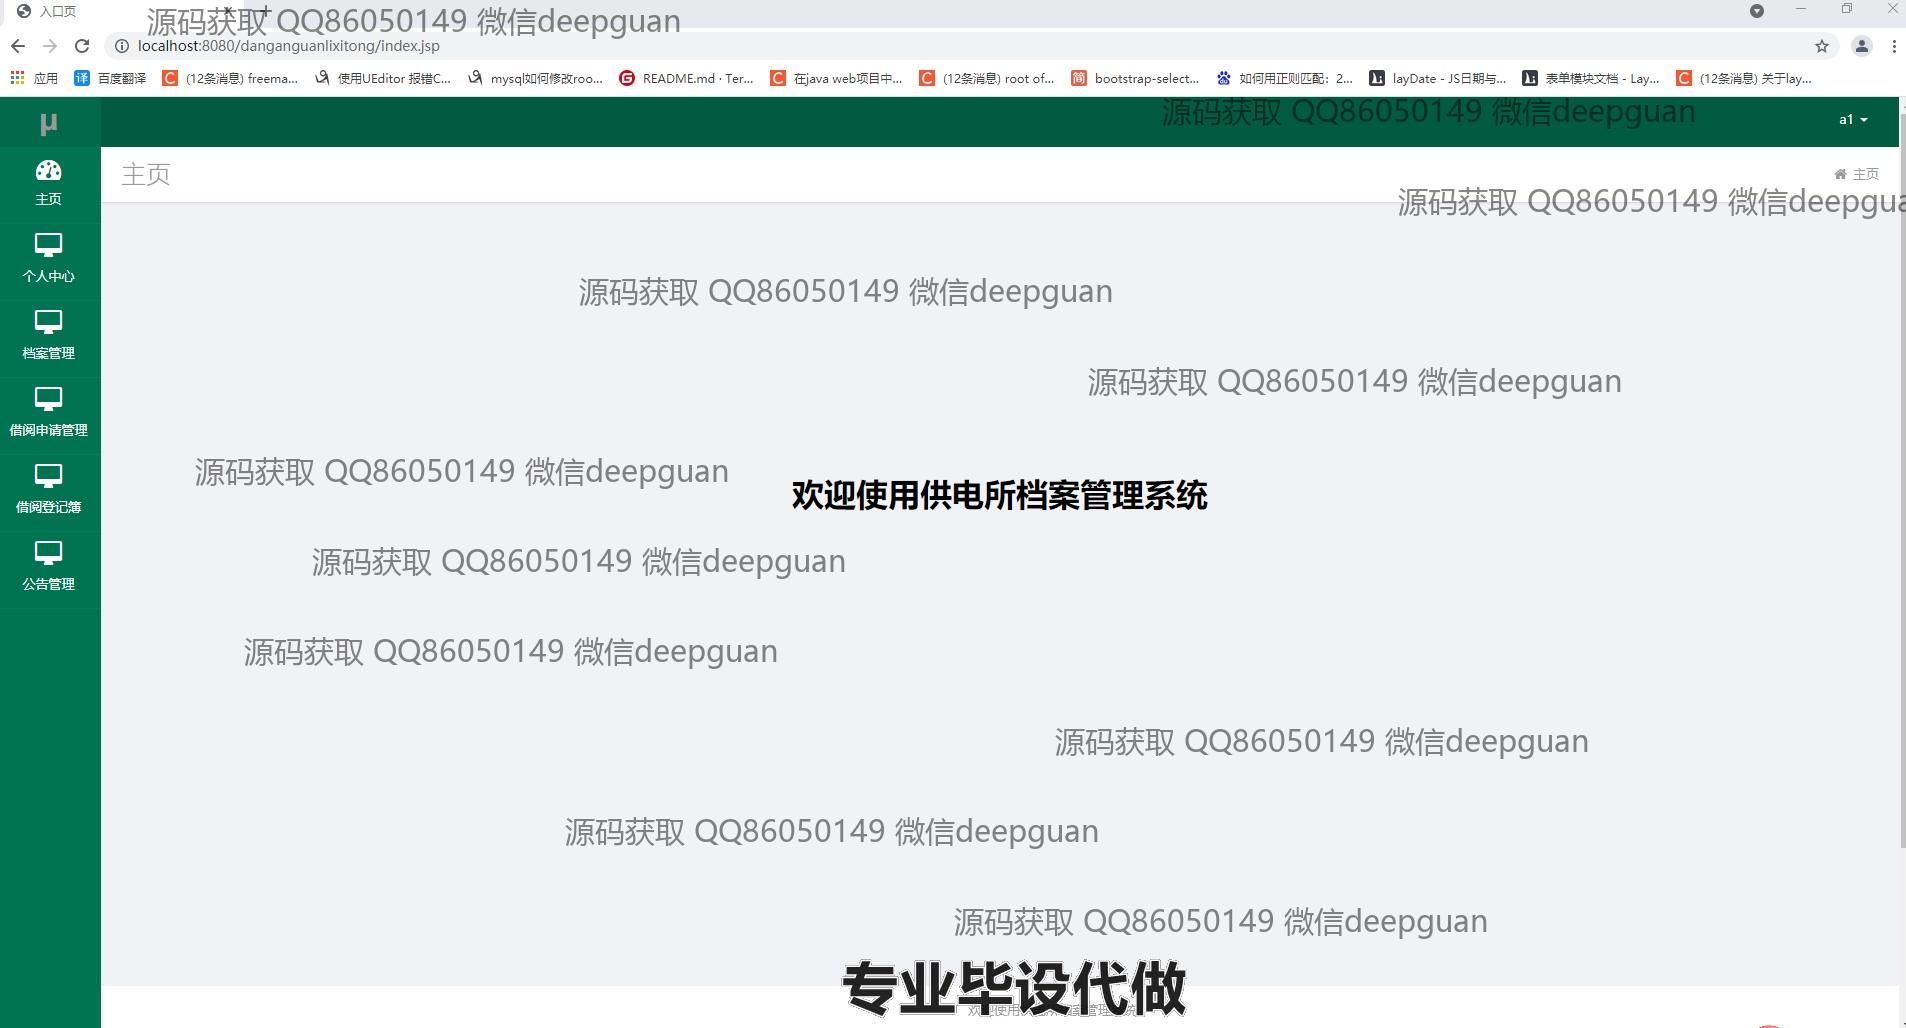 入口页
源码获取 QQ86050149 微信deepguan
localhost:8080/danganguanlixitong/index.jsp
应用 百度翻译 (12条消息) freema... 使用UEditor 报错C... mysql如何修改roo... README.md · Ter... 在java web项目中... (12条消息) root of... bootstrap-select... 如何用正则匹配：2... layDate - JS日期与... 表单模块文档 - Lay... (12条消息) 关于lay...
源码获取 QQ86050149 微信deepguan
μ
a1
主页
主页
主页
源码获取 QQ86050149 微信deepgua
个人中心
源码获取 QQ86050149 微信deepguan
档案管理
源码获取 QQ86050149 微信deepguan
借阅申请管理
源码获取 QQ86050149 微信deepguan
欢迎使用供电所档案管理系统
借阅登记簿
源码获取 QQ86050149 微信deepguan
公告管理
源码获取 QQ86050149 微信deepguan
源码获取 QQ86050149 微信deepguan
源码获取 QQ86050149 微信deepguan
源码获取 QQ86050149 微信deepguan
专业毕设代做